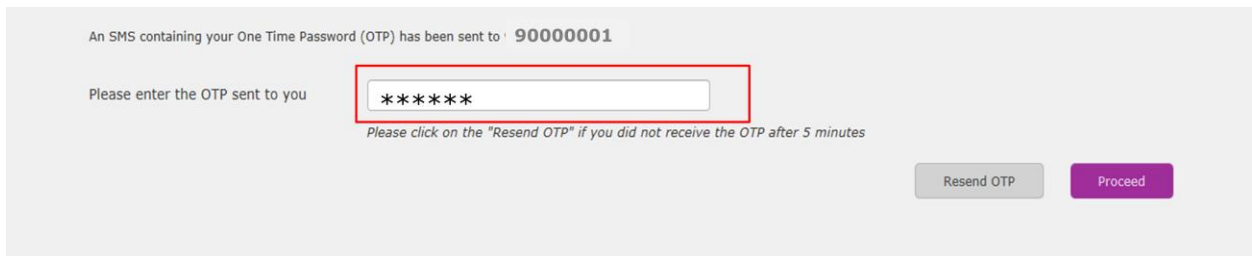 An SMS containing your One Time Password (OTP) has been sent to 90000001
Please enter the OTP sent to you ******
Please click on the "Resend OTP" if you did not receive the OTP after 5 minutes
Resend OTP Proceed